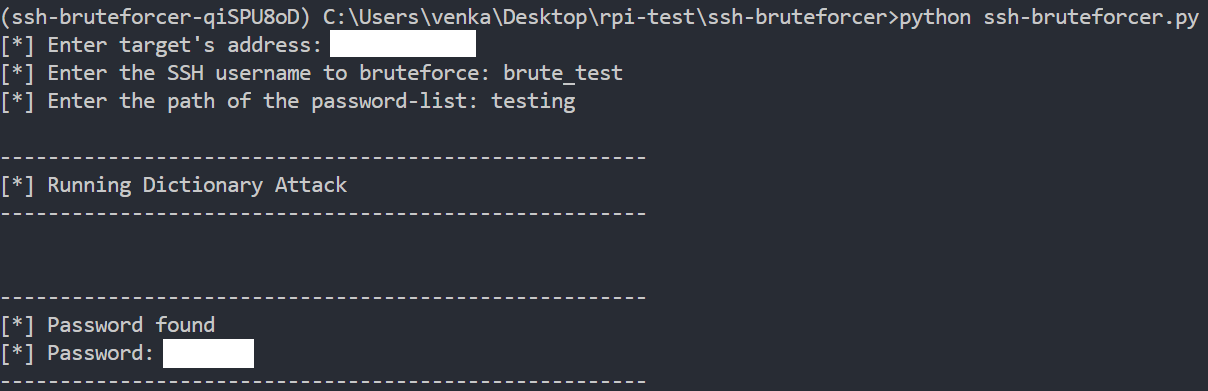 (ssh-bruteforcer-qiSPU8oD) C:\Users\venka\Desktop\rpi-test\ssh-bruteforcer>python ssh-bruteforcer.py
[*] Enter target's address:
[*] Enter the SSH username to bruteforce: brute_test
[*] Enter the path of the password-list: testing
------------------------------------------------------
[*] Running Dictionary Attack
------------------------------------------------------
------------------------------------------------------
[*] Password found
[*] Password:
------------------------------------------------------